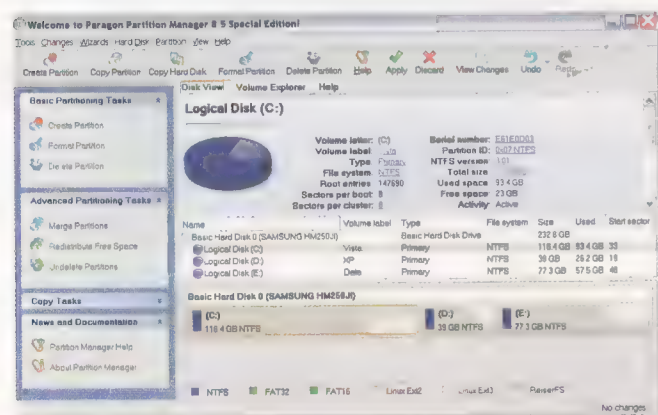 Welcome to Paragon Partition Manager 8 5 Special Edition!
Tools Changes Wizards Hard Disk Partition View Help
Create Partition Copy Partition Copy Hard Disk Format Partition Delete Partition Help Apply Discard View Changes Undo Redo
Disk View Volume Explorer Help
Basic Partitioning Tasks
Create Partition
Format Partition
Delete Partition
Advanced Partitioning Tasks
Merge Partitions
Redistribute Free Space
Undelete Partitions
Copy Tasks
News and Documentation
Partition Manager Help
About Partition Manager
Logical Disk (C:)
Volume letter: (C)
Volume label
Type Primary
File system NTFS
Root entries 147690
Sectors per boot: 8
Sectors per cluster: 8
Serial number: E61E0D03
Partition ID: 0x07 NTFS
NTFS version 1.01
Total size
Used space 93 4 GB
Free space 23 GB
Activity Active
Name Volume label Type File system Size Used Start sector
Basic Hard Disk 0 (SAMSUNG HM250JI) Basic Hard Disk Drive 232 8 GB
Logical Disk (C:) Vista Primary NTFS 116 4 GB 93 4 GB 33
Logical Disk (D:) XP Primary NTFS 39 GB 26 2 GB 16
Logical Disk (E:) Data Primary NTFS 77 3 GB 57 5 GB 48
Basic Hard Disk 0 (SAMSUNG HM250JI)
(C:)
116 4 GB NTFS
(D:)
39 GB NTFS
(E:)
77 3 GB NTFS
NTFS FAT32 FAT16 Linux Ext2 Linux Ext3 ReiserFS
No changes